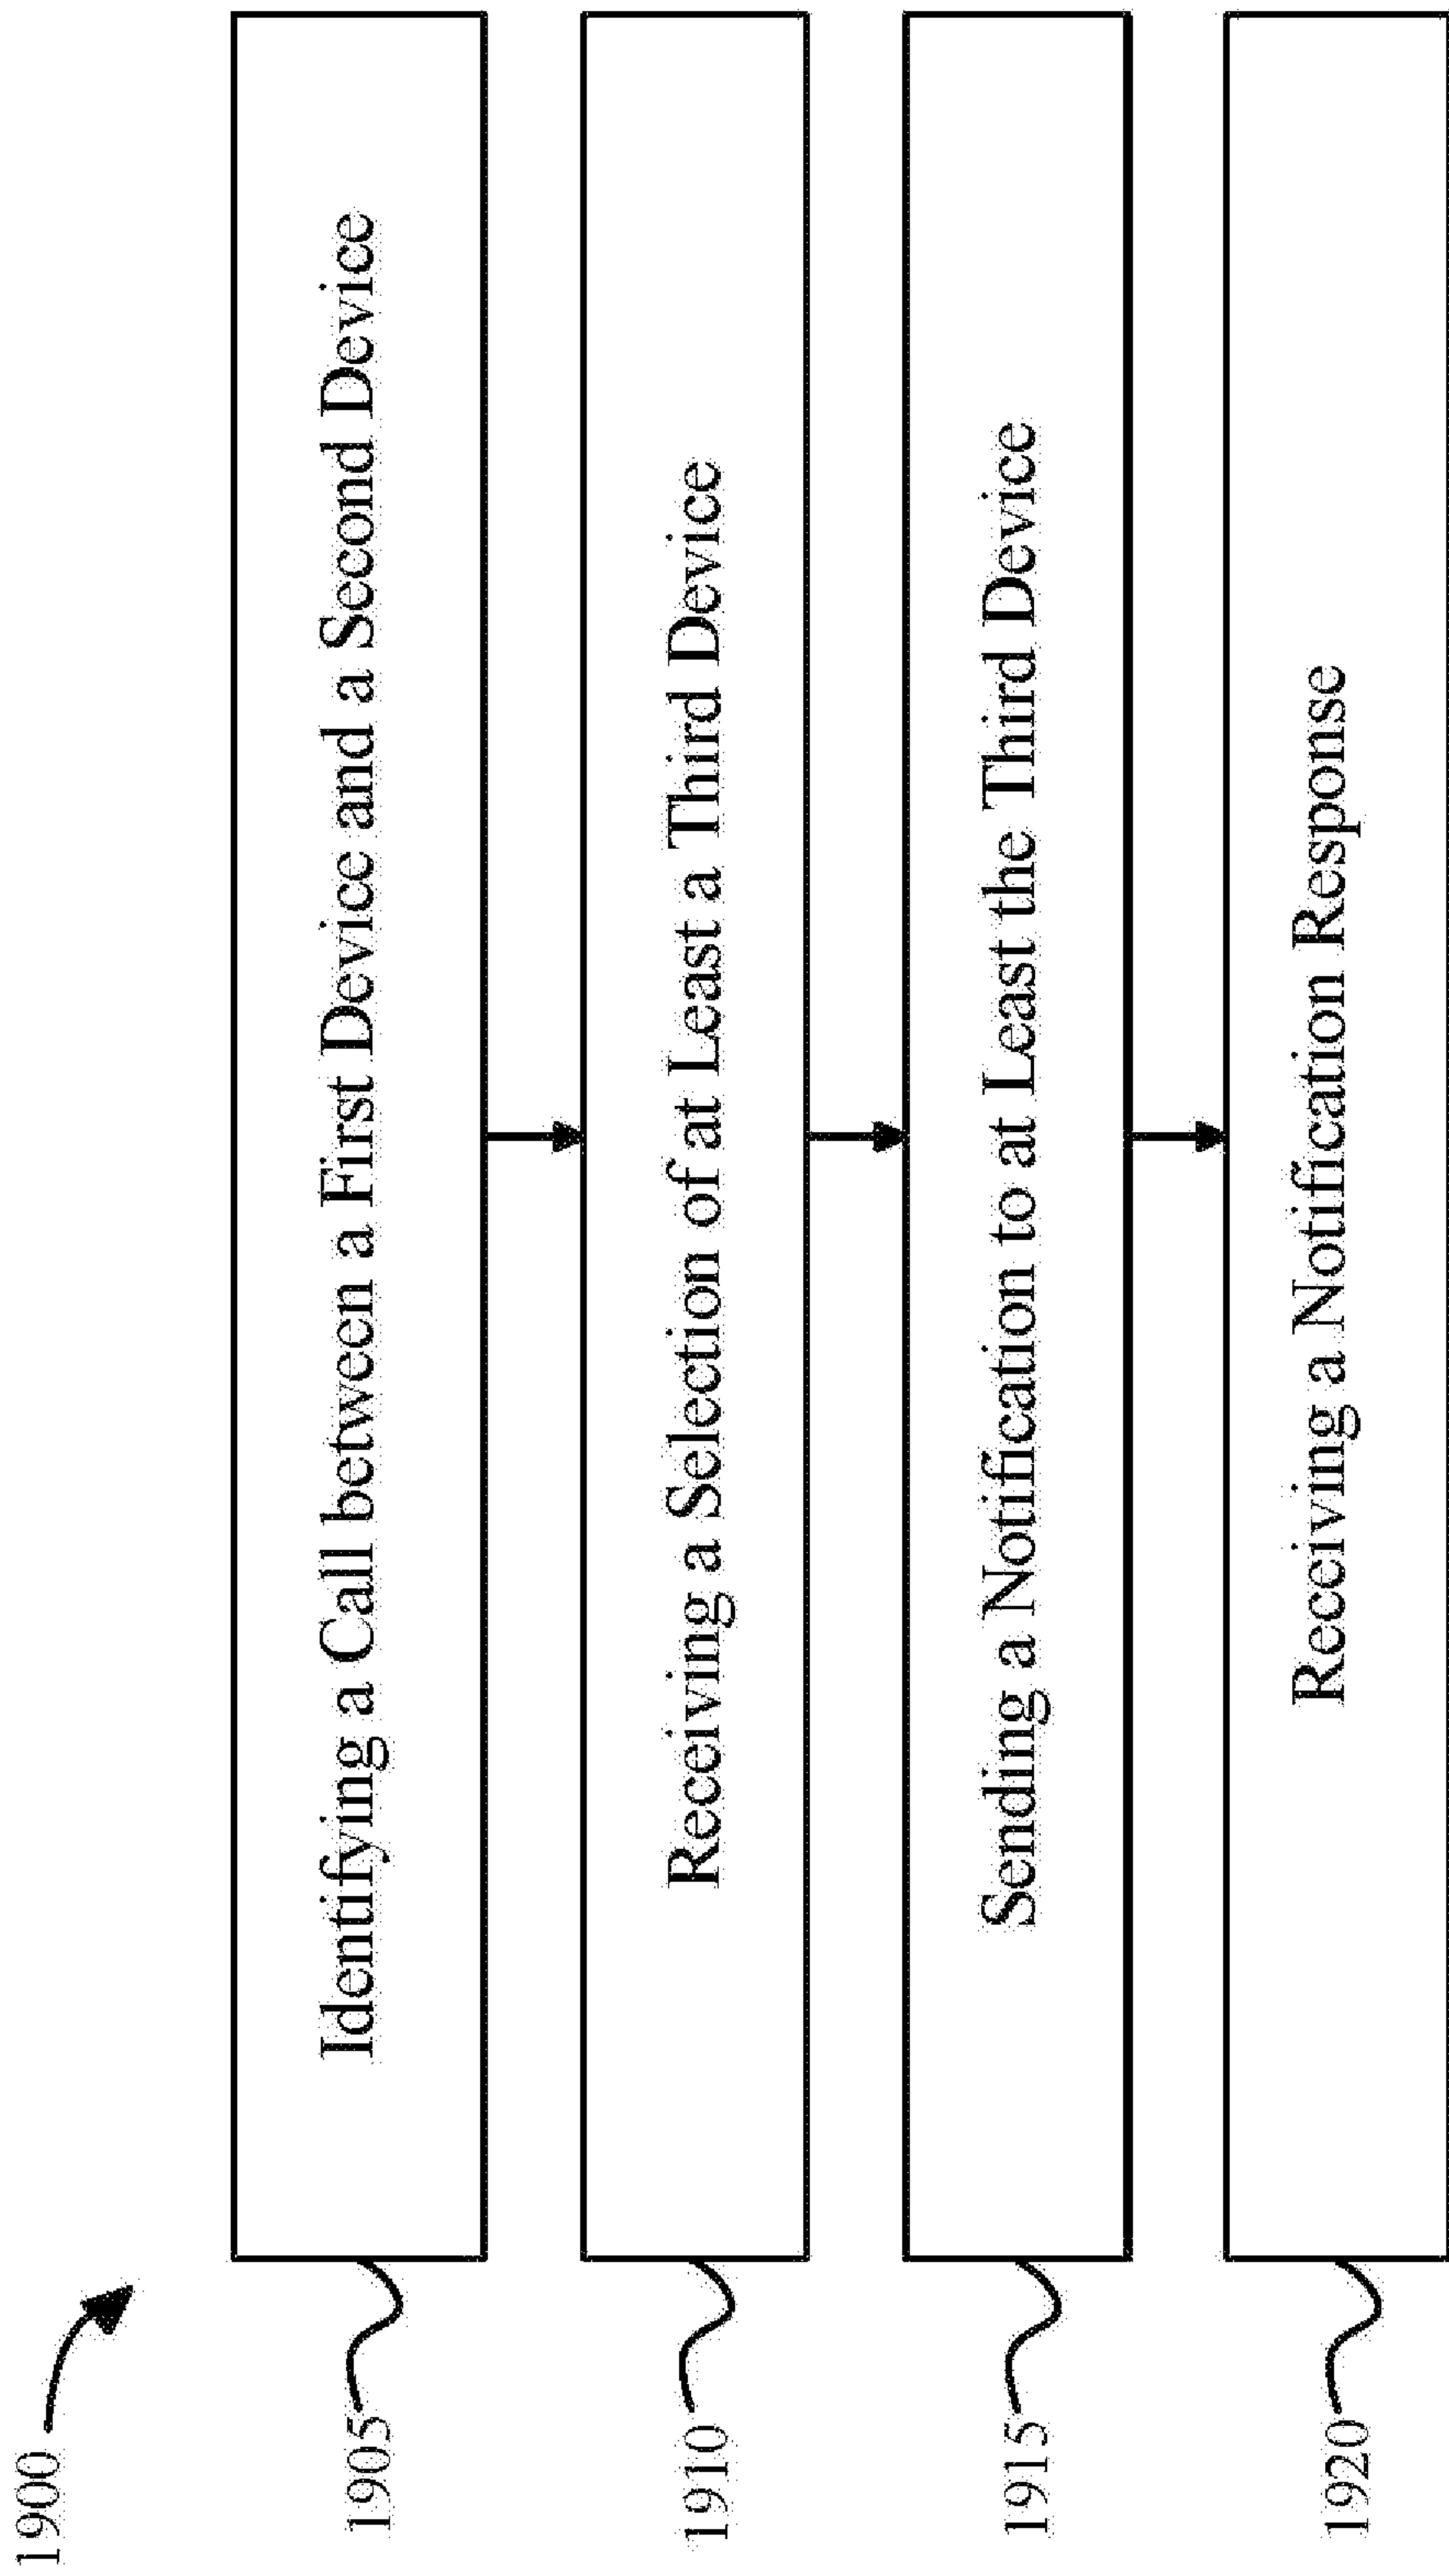 1900
1905
Identifying a Call between a First Device and a Second Device
1910
Receiving a Selection of at Least a Third Device
1915
Sending a Notification to at Least the Third Device
1920
Receiving a Notification Response